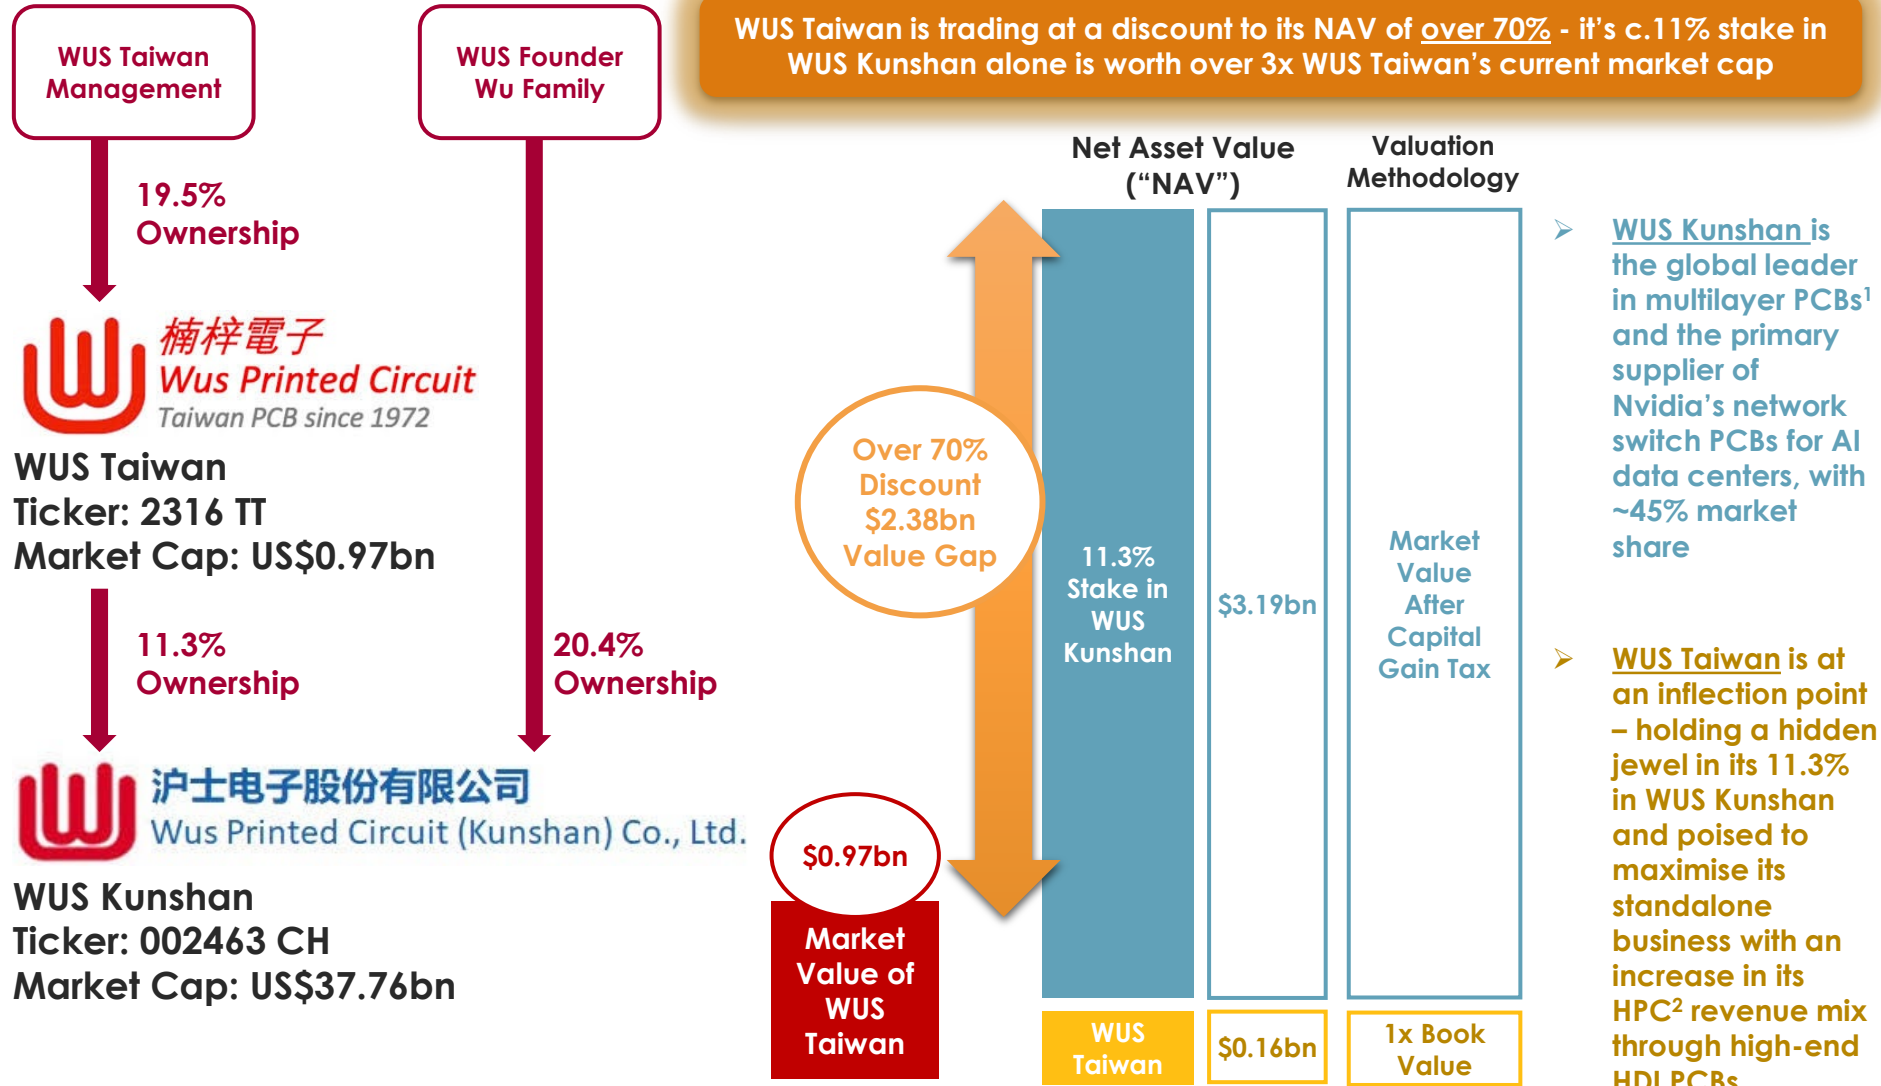 WUS Taiwan
Management
WUS Founder
Wu Family
WUS Taiwan is trading at a discount to its NAV of over 70% - it's c.11% stake in
WUS Kunshan alone is worth over 3x WUS Taiwan's current market cap
19.5%
Ownership
楠梓電子
Wus Printed Circuit
Taiwan PCB since 1972
WUS Taiwan
Ticker: 2316 TT
Market Cap: US$0.97bn
11.3%
Ownership
20.4%
Ownership
沪士电子股份有限公司
Wus Printed Circuit (Kunshan) Co., Ltd.
WUS Kunshan
Ticker: 002463 CH
Market Cap: US$37.76bn
Net Asset Value
("NAV")
Valuation
Methodology
Over 70%
Discount
$2.38bn
Value Gap
11.3%
Stake in
WUS
Kunshan
$3.19bn
Market
Value
After
Capital
Gain Tax
$0.97bn
Market
Value of
WUS
Taiwan
WUS
Taiwan
$0.16bn
1x Book
Value
➢ WUS Kunshan is
the global leader
in multilayer PCBs¹
and the primary
supplier of
Nvidia's network
switch PCBs for AI
data centers, with
~45% market
share
➢ WUS Taiwan is at
an inflection point
– holding a hidden
jewel in its 11.3%
in WUS Kunshan
and poised to
maximise its
standalone
business with an
increase in its
HPC² revenue mix
through high-end
HDI PCBs